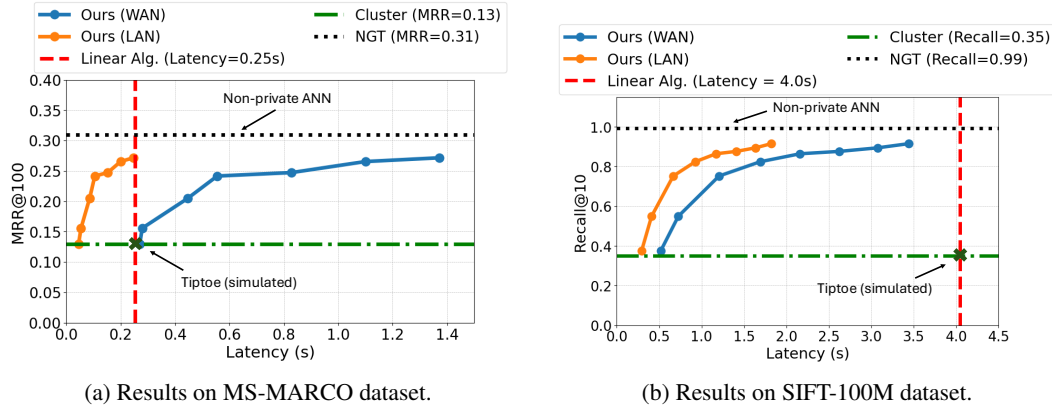 Ours (WAN)
Ours (LAN)
Linear Alg. (Latency=0.25s)
Cluster (MRR=0.13)
NGT (MRR=0.31)
0.40
0.35
0.30
0.25
0.20
0.15
0.10
0.05
0.00
MRR@100
Non-private ANN
Tiptoe (simulated)
0.0 0.2 0.4 0.6 0.8 1.0 1.2 1.4
Latency (s)
(a) Results on MS-MARCO dataset.
Ours (WAN)
Ours (LAN)
Linear Alg. (Latency = 4.0s)
Cluster (Recall=0.35)
NGT (Recall=0.99)
1.0
0.8
0.6
0.4
0.2
0.0
Recall@10
Non-private ANN
Tiptoe (simulated)
0.0 0.5 1.0 1.5 2.0 2.5 3.0 3.5 4.0 4.5
Latency (s)
(b) Results on SIFT-100M dataset.